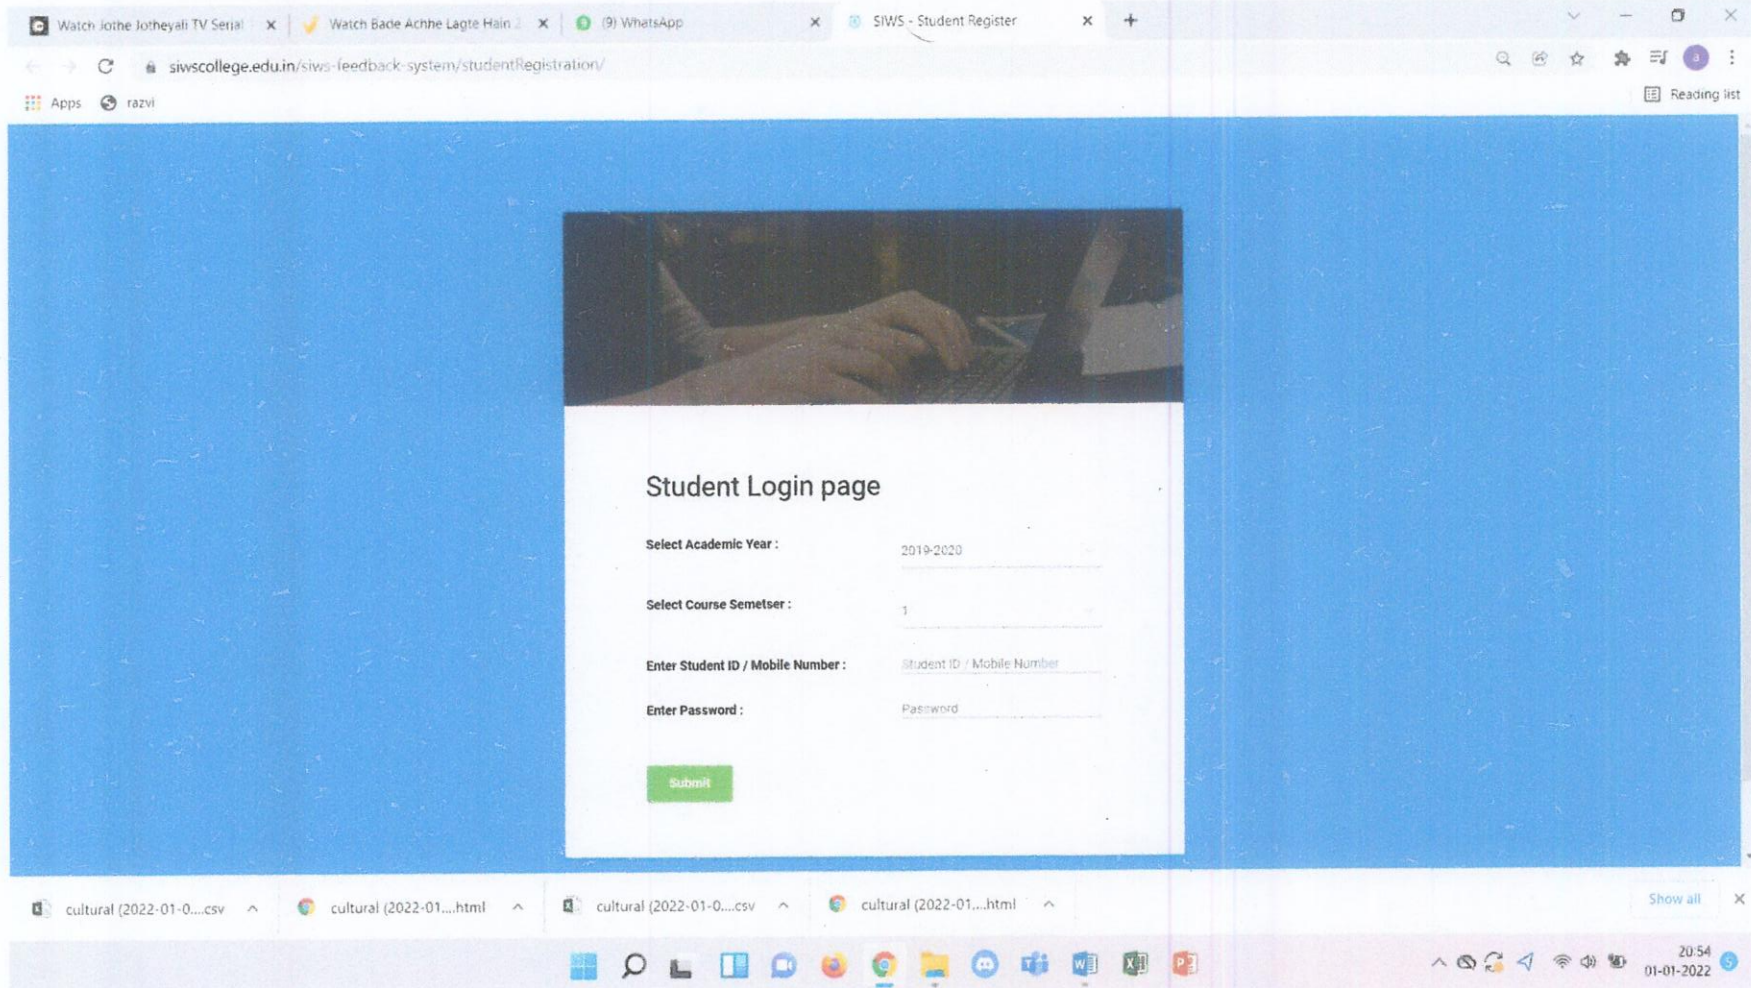 Watch Jothe Jotheyali TV Serial
Watch Bade Achhe Lagte Hain 2
(9) WhatsApp
SIWS - Student Register
siwscollege.edu.in/siws-feedback-system/studentRegistration/
a
Apps
razvi
Reading list
Student Login page
Select Academic Year :
2019-2020
Select Course Semetser :
1
Enter Student ID / Mobile Number :
Student ID / Mobile Number
Enter Password :
Password
Submit
cultural (2022-01-0....csv
cultural (2022-01....html
cultural (2022-01-0....csv
cultural (2022-01....html
Show all
20:54
01-01-2022
5